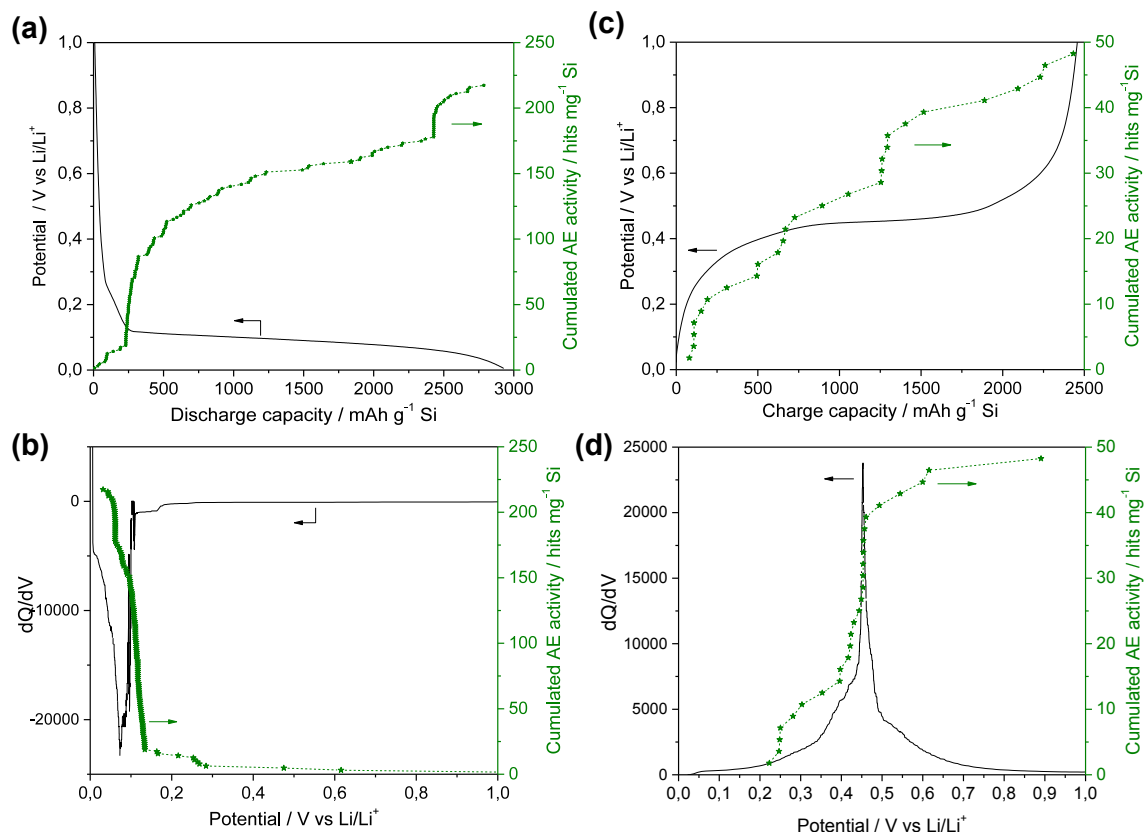 (a)
1,0
0,8
0,6
0,4
0,2
0,0
Potential / V vs Li/Li⁺
0 500 1000 1500 2000 2500 3000
Discharge capacity / mAh g⁻¹ Si
250
200
150
100
50
0
Cumulated AE activity / hits mg⁻¹ Si
(c)
1,0
0,8
0,6
0,4
0,2
0,0
Potential / V vs Li/Li⁺
0 500 1000 1500 2000 2500
Charge capacity / mAh g⁻¹ Si
50
40
30
20
10
0
Cumulated AE activity / hits mg⁻¹ Si
(b)
0
-10000
-20000
dQ/dV
0,0 0,2 0,4 0,6 0,8 1,0
Potential / V vs Li/Li⁺
250
200
150
100
50
0
Cumulated AE activity / hits mg⁻¹ Si
(d)
25000
20000
15000
10000
5000
0
dQ/dV
0,0 0,1 0,2 0,3 0,4 0,5 0,6 0,7 0,8 0,9 1,0
Potential / V vs Li/Li⁺
50
40
30
20
10
0
Cumulated AE activity / hits mg⁻¹ Si